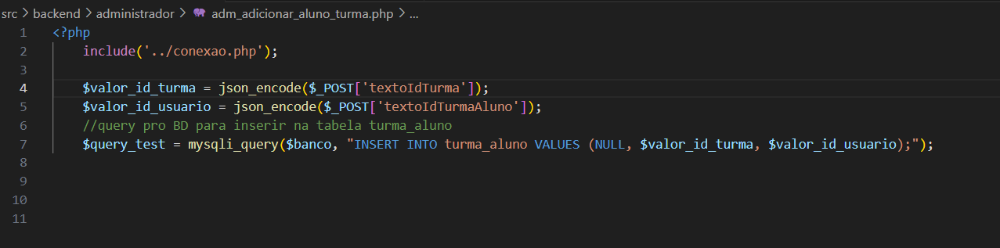 src > backend > administrador > adm_adicionar_aluno_turma.php > ...
1 <?php
2 include('../conexao.php');
3
4 $valor_id_turma = json_encode($_POST['textoIdTurma']);
5 $valor_id_usuario = json_encode($_POST['textoIdTurmaAluno']);
6 //query pro BD para inserir na tabela turma_aluno
7 $query_test = mysqli_query($banco, "INSERT INTO turma_aluno VALUES (NULL, $valor_id_turma, $valor_id_usuario);");
8
9
10
11